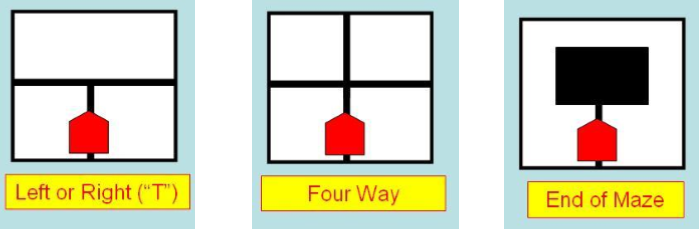 Left or Right (“T”)
Four Way
End of Maze